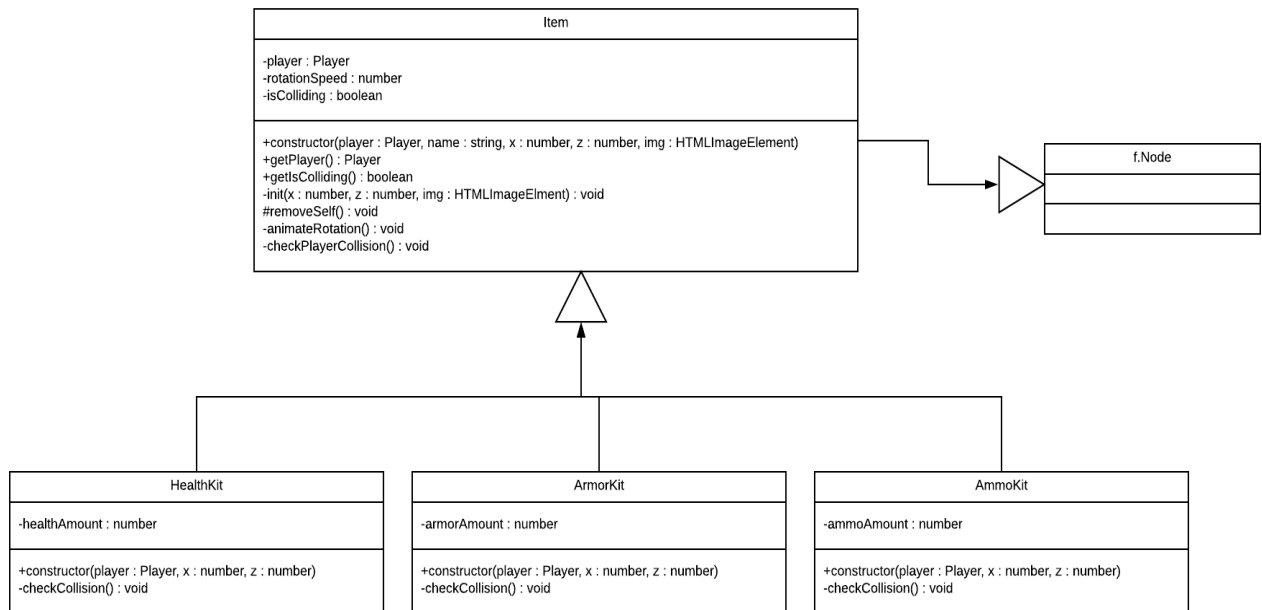 Item
-player : Player
-rotationSpeed : number
-isColliding : boolean
+constructor(player : Player, name : string, x : number, z : number, img : HTMLImageElement)
+getPlayer() : Player
+getIsColliding() : boolean
-init(x : number, z : number, img : HTMLImageElment) : void
#removeSelf() : void
-animateRotation() : void
-checkPlayerCollision() : void
f.Node
HealthKit
-healthAmount : number
+constructor(player : Player, x : number, z : number)
-checkCollision() : void
ArmorKit
-armorAmount : number
+constructor(player : Player, x : number, z : number)
-checkCollision() : void
AmmoKit
-ammoAmount : number
+constructor(player : Player, x : number, z : number)
-checkCollision() : void